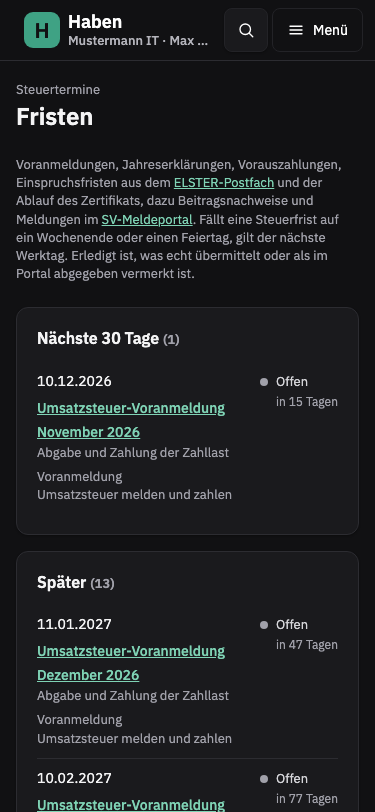 H
Haben
Mustermann IT · Max ...
Menü
Steuertermine
Fristen
Voranmeldungen, Jahreserklärungen, Vorauszahlungen,
Einspruchsfristen aus dem ELSTER-Postfach und der
Ablauf des Zertifikats, dazu Beitragsnachweise und
Meldungen im SV-Meldeportal. Fällt eine Steuerfrist auf
ein Wochenende oder einen Feiertag, gilt der nächste
Werktag. Erledigt ist, was echt übermittelt oder als im
Portal abgegeben vermerkt ist.
Nächste 30 Tage (1)
10.12.2026
Offen
in 15 Tagen
Umsatzsteuer-Voranmeldung
November 2026
Abgabe und Zahlung der Zahllast
Voranmeldung
Umsatzsteuer melden und zahlen
Später (13)
11.01.2027
Offen
in 47 Tagen
Umsatzsteuer-Voranmeldung
Dezember 2026
Abgabe und Zahlung der Zahllast
Voranmeldung
Umsatzsteuer melden und zahlen
10.02.2027
Offen
in 77 Tagen
Umsatzsteuer-Voranmeldung